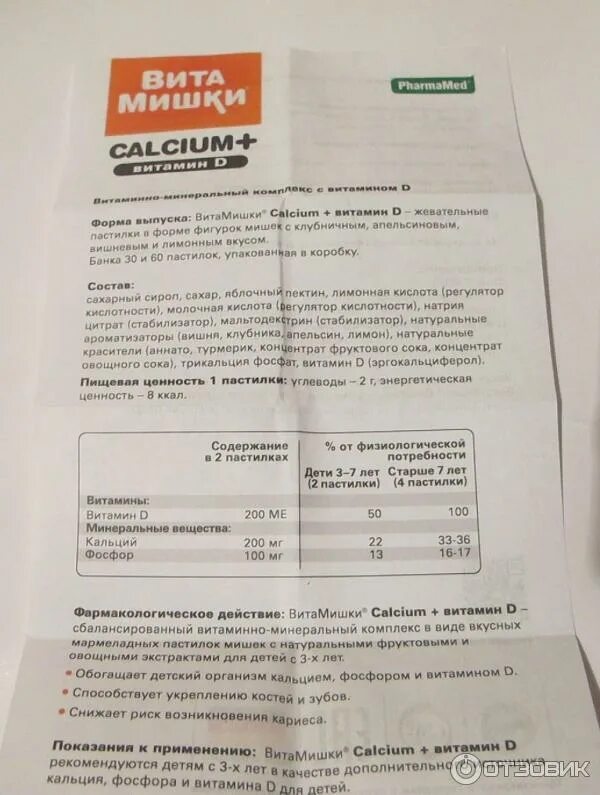 ВИТА
МИШКИ®
PharmaMed®
CALCIUM+
витамин D
Витаминно-минеральный комплекс с витамином D
Форма выпуска: ВитаМишки® Calcium + витамин D – жевательные
пастилки в форме фигурок мишек с клубничным, апельсиновым,
вишневым и лимонным вкусом.
Банка 30 и 60 пастилок, упакованная в коробку.
Состав:
сахарный сироп, сахар, яблочный пектин, лимонная кислота (регулятор
кислотности), молочная кислота (регулятор кислотности), натрия
цитрат (стабилизатор), мальтодекстрин (стабилизатор), натуральные
ароматизаторы (вишня, клубника, апельсин, лимон), натуральные
красители (аннато, турмерик, концентрат фруктового сока, концентрат
овощного сока), трикальция фосфат, витамин D (эргокальциферол).
Пищевая ценность 1 пастилки: углеводы – 2 г, энергетическая
ценность – 8 ккал.
Содержание % от физиологической
в 2 пастилках потребности
Дети 3–7 лет Старше 7 лет
(2 пастилки) (4 пастилки)
Витамины:
Витамин D 200 МЕ 50 100
Минеральные вещества:
Кальций 200 мг 22 33-36
Фосфор 100 мг 13 16-17
Фармакологическое действие: ВитаМишки® Calcium + витамин D –
сбалансированный витаминно-минеральный комплекс в виде вкусных
мармеладных пастилок мишек с натуральными фруктовыми и
овощными экстрактами для детей с 3-х лет.
• Обогащает детский организм кальцием, фосфором и витамином D.
• Способствует укреплению костей и зубов.
• Снижает риск возникновения кариеса.
Показания к применению: ВитаМишки® Calcium + витамин D
рекомендуются детям с 3-х лет в качестве дополнительного источника
кальция, фосфора и витамина D для детей.
ОТЗОВИК